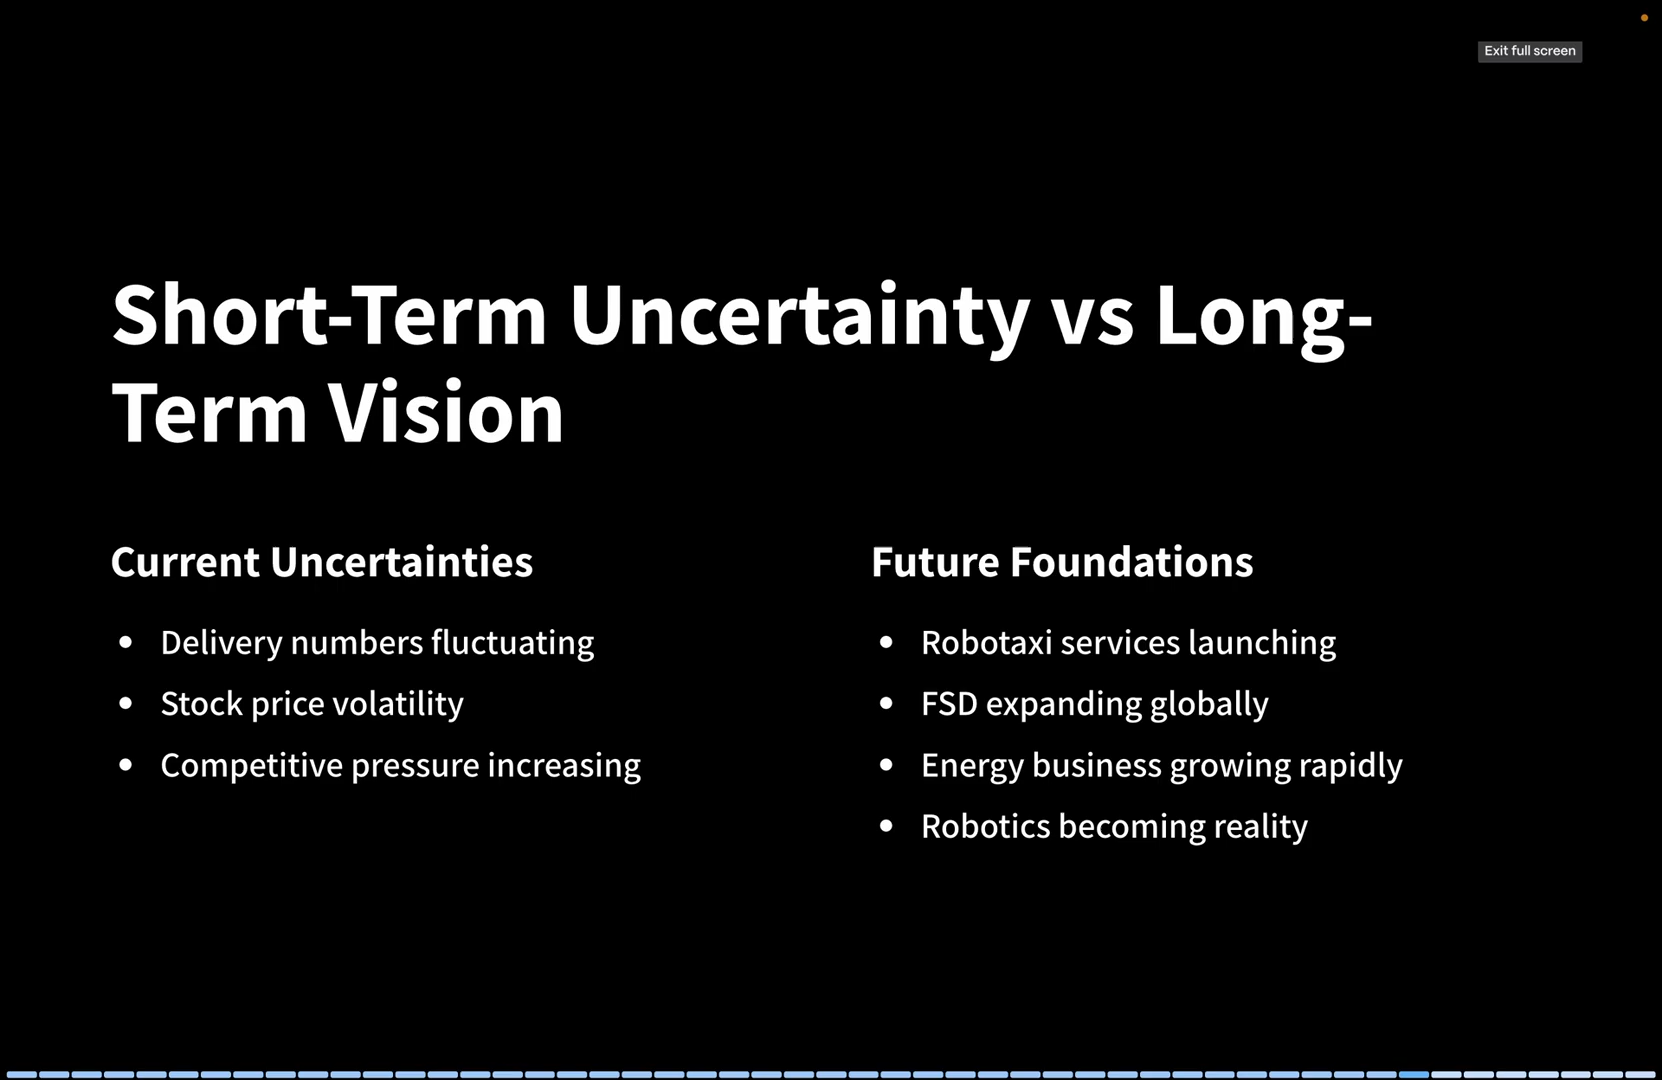 Exit full screen
Short-Term Uncertainty vs Long-
Term Vision
Current Uncertainties
Delivery numbers fluctuating
Stock price volatility
Competitive pressure increasing
Future Foundations
Robotaxi services launching
FSD expanding globally
Energy business growing rapidly
Robotics becoming reality